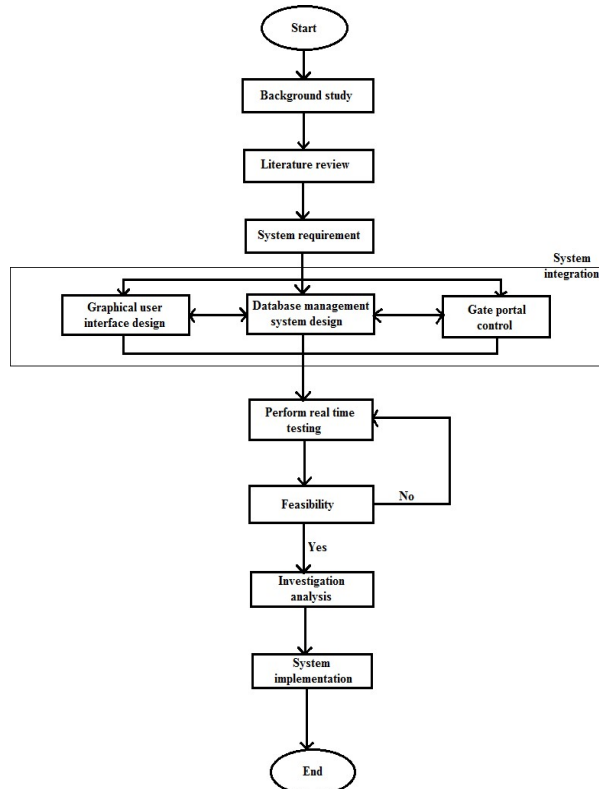 Start
Background study
Literature review
System requirement
System
integration
Graphical user
interface design
Database management
system design
Gate portal
control
Perform real time
testing
Feasibility
No
Yes
Investigation
analysis
System
implementation
End